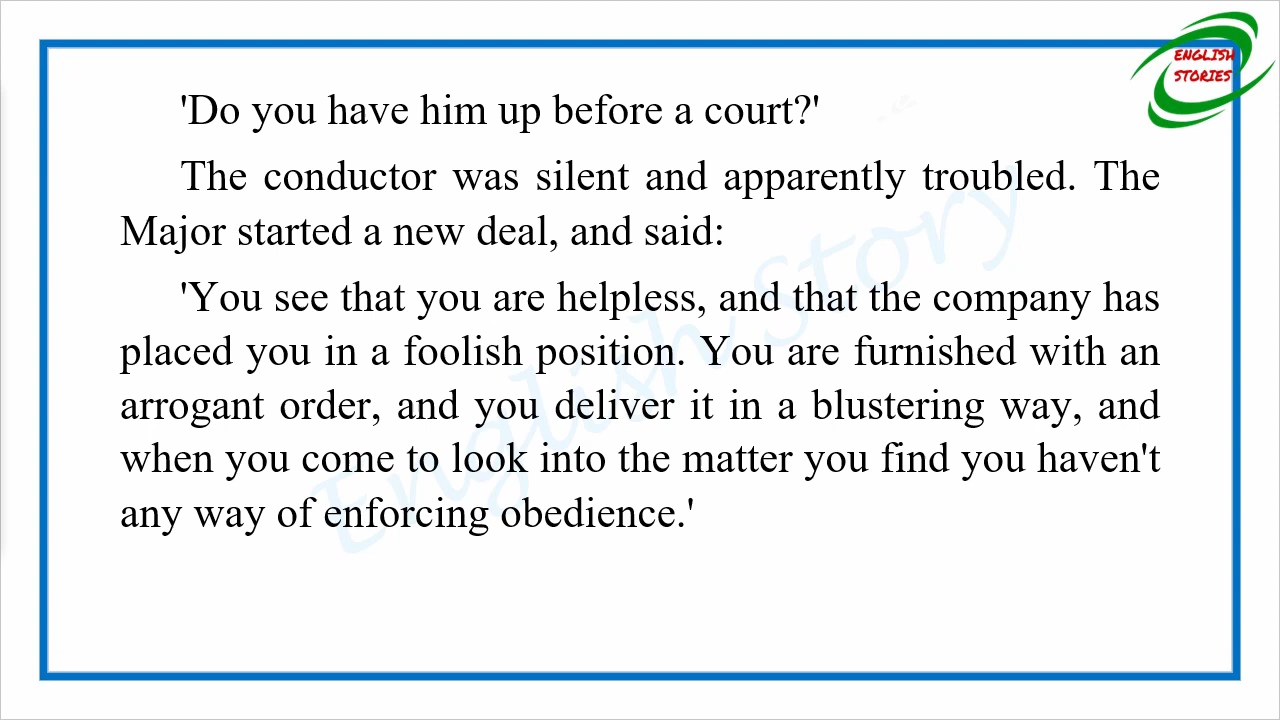 ENGLISH
STORIES
'Do you have him up before a court?'
The conductor was silent and apparently troubled. The
Major started a new deal, and said:
'You see that you are helpless, and that the company has
placed you in a foolish position. You are furnished with an
arrogant order, and you deliver it in a blustering way, and
when you come to look into the matter you find you haven't
any way of enforcing obedience.'
English Story